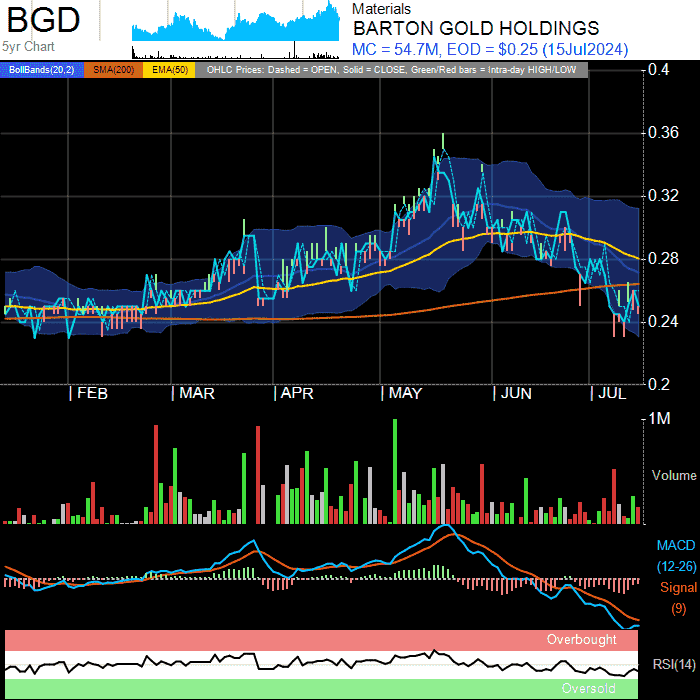 BGD
5yr Chart
Materials
BARTON GOLD HOLDINGS
MC = 54.7M, EOD = $0.25 (15Jul2024)
BollBands(20,2) SMA(200) EMA(50) OHLC Prices: Dashed = OPEN, Solid = CLOSE, Green/Red bars = Intra-day HIGH/LOW
0.4
0.36
0.32
0.28
0.24
0.2
| FEB | MAR | APR | MAY | JUN | JUL
1M
Volume
MACD
(12-26)
Signal
(9)
Overbought
RSI(14)
Oversold